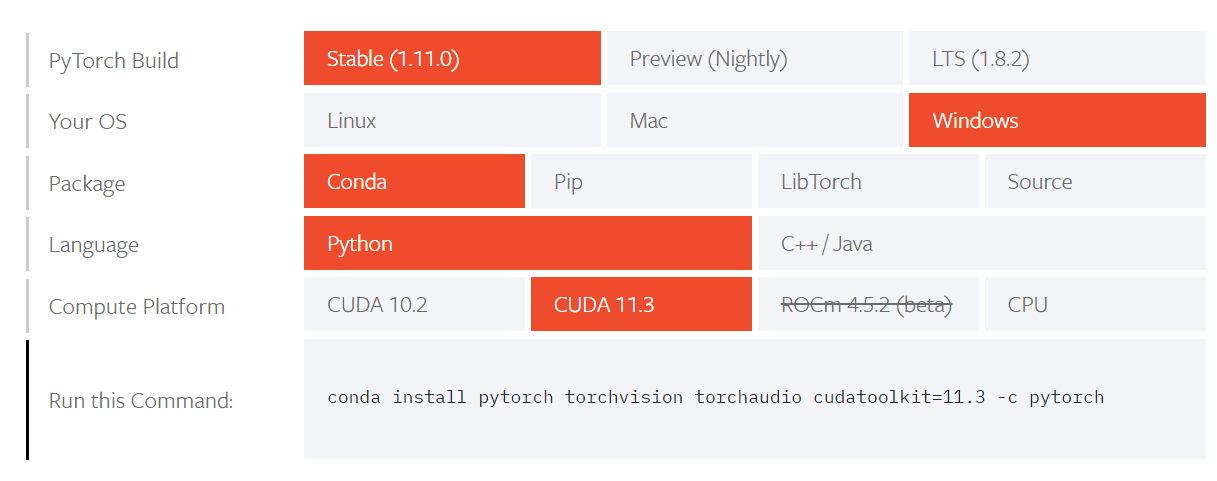 PyTorch Build Stable (1.11.0) Preview (Nightly) LTS (1.8.2)
Your OS Linux Mac Windows
Package Conda Pip LibTorch Source
Language Python C++ / Java
Compute Platform CUDA 10.2 CUDA 11.3 ROCm 4.5.2 (beta) CPU
Run this Command: conda install pytorch torchvision torchaudio cudatoolkit=11.3 -c pytorch